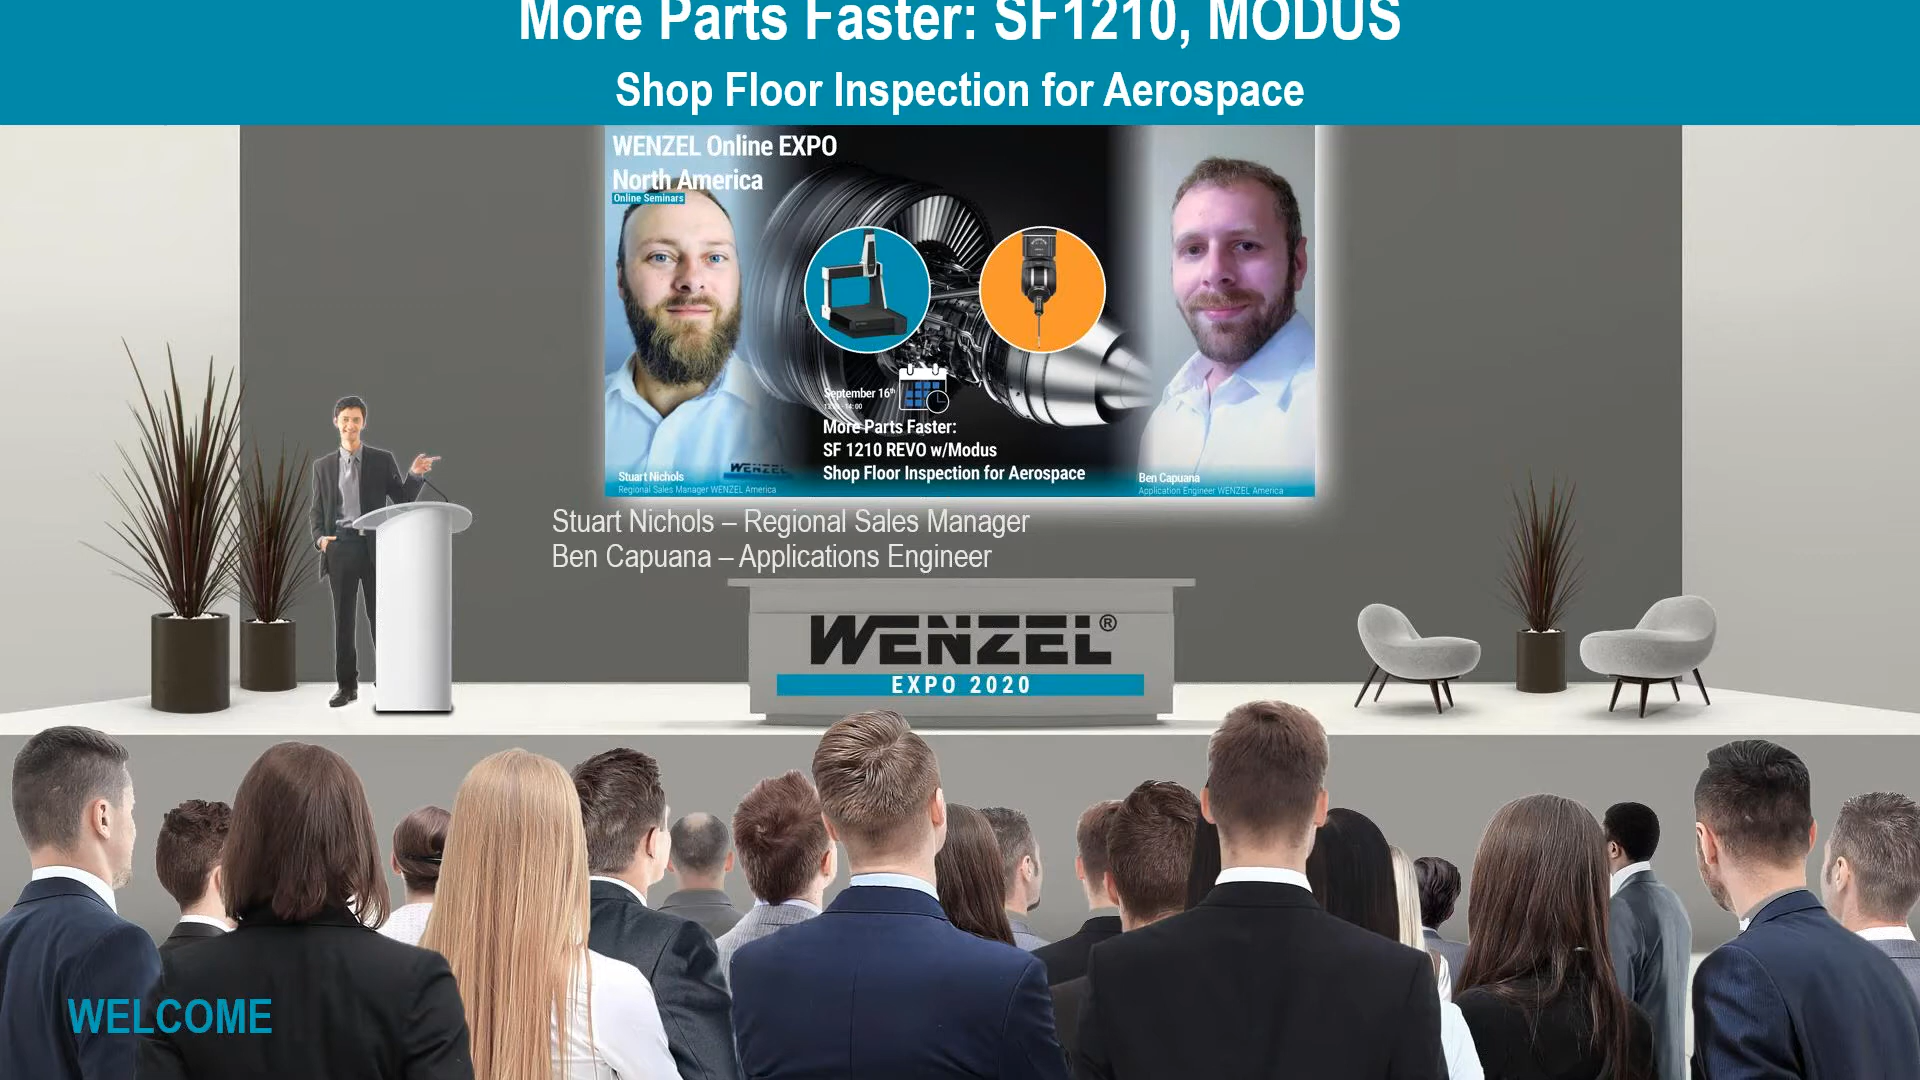 More Parts Faster: SF1210, MODUS
Shop Floor Inspection for Aerospace
WENZEL Online EXPO
North America
Online Seminars
September 16th
More Parts Faster:
SF 1210 REVO w/Modus
Shop Floor Inspection for Aerospace
WENZEL
Stuart Nichols
Regional Sales Manager WENZEL America
Ben Capuana
Application Engineer WENZEL America
Stuart Nichols – Regional Sales Manager
Ben Capuana – Applications Engineer
WENZEL®
EXPO 2020
WELCOME